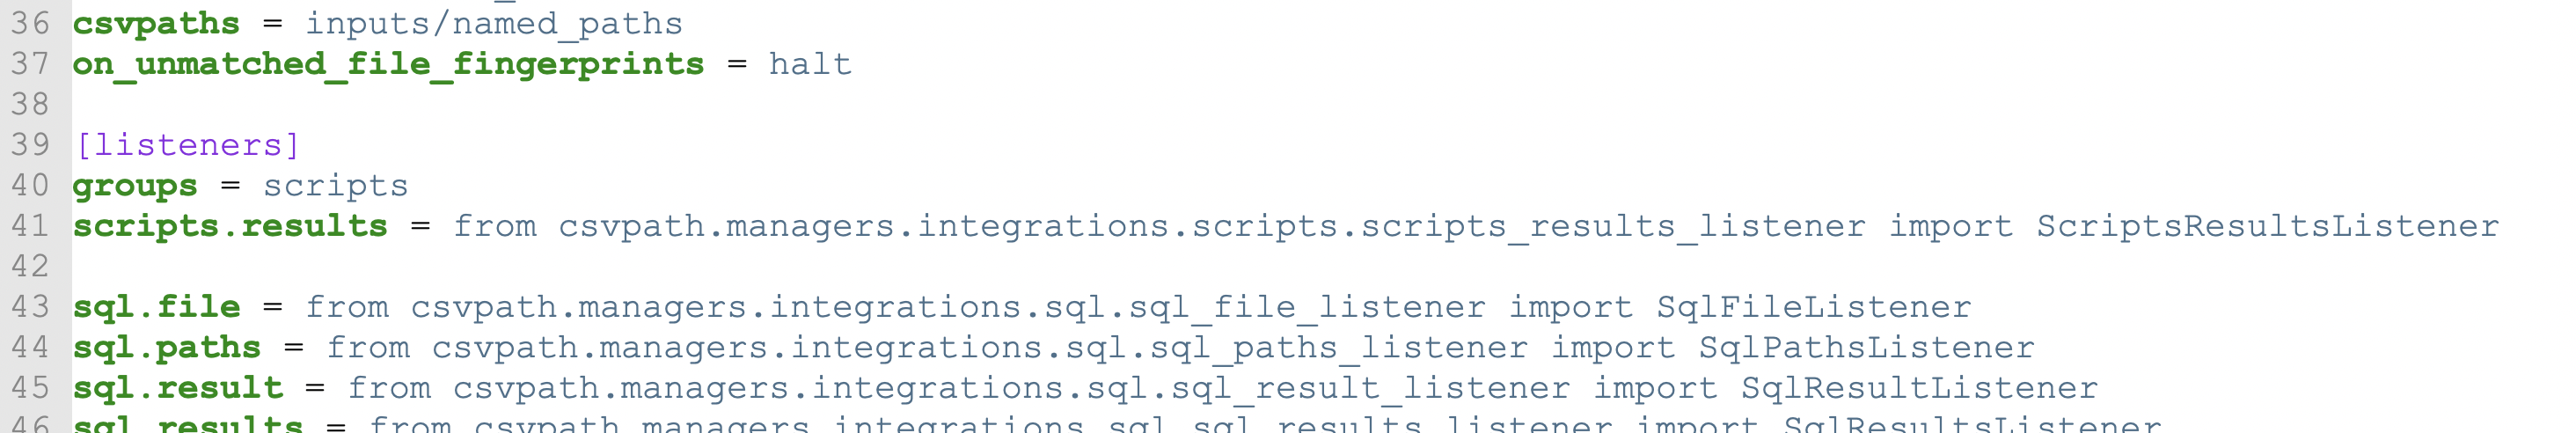 36 csvpaths = inputs/named_paths
37 on_unmatched_file_fingerprints = halt
38
39 [listeners]
40 groups = scripts
41 scripts.results = from csvpath.managers.integrations.scripts.scripts_results_listener import ScriptsResultsListener
42
43 sql.file = from csvpath.managers.integrations.sql.sql_file_listener import SqlFileListener
44 sql.paths = from csvpath.managers.integrations.sql.sql_paths_listener import SqlPathsListener
45 sql.result = from csvpath.managers.integrations.sql.sql_result_listener import SqlResultListener
46 sql.results = from csvpath.managers.integrations.sql.sql_results_listener import SqlResultsListener